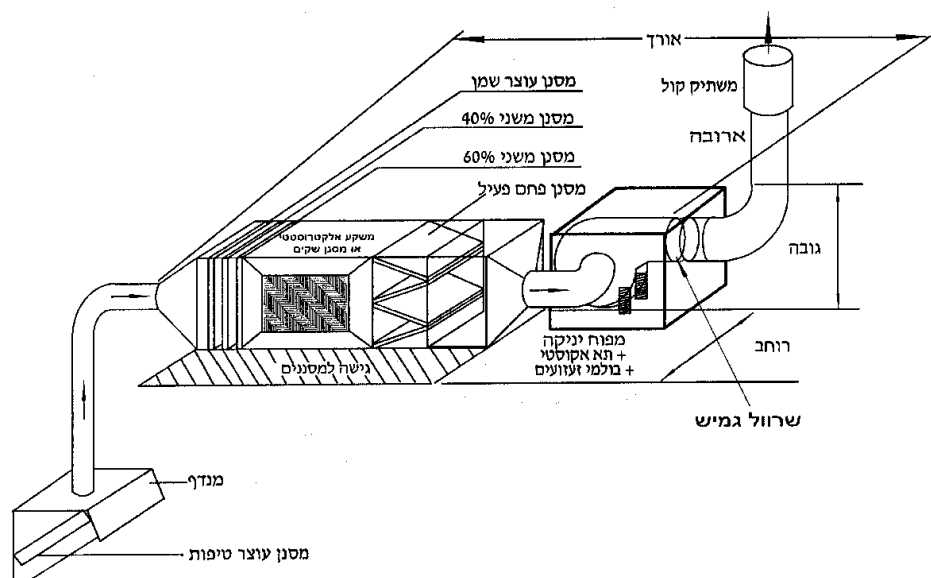 אורך
משתיק קול
מסנן עוצר שמן
מסנן משני 40%
ארובה
מסנן משני 60%
מסנן פחם פעיל
משקע אלקטרוסטטי
או מסנן שקים
גובה
מפוח יניקה
+ תא אקוסטי
+ בולמי זעזועים
רוחב
גישה למסננים
שרוול גמיש
מנדף
מסנן עוצר טיפות